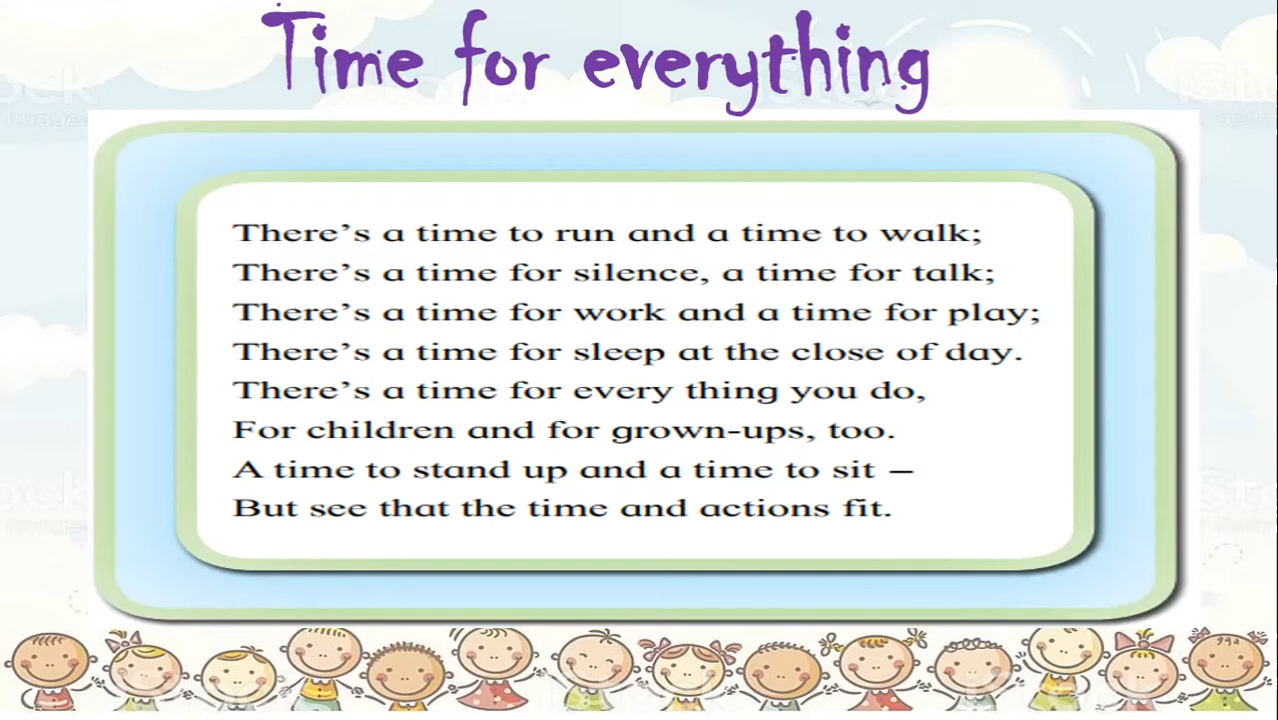 Time for everything
There's a time to run and a time to walk;
There's a time for silence, a time for talk;
There's a time for work and a time for play;
There's a time for sleep at the close of day.
There's a time for every thing you do,
For children and for grown-ups, too.
A time to stand up and a time to sit –
But see that the time and actions fit.